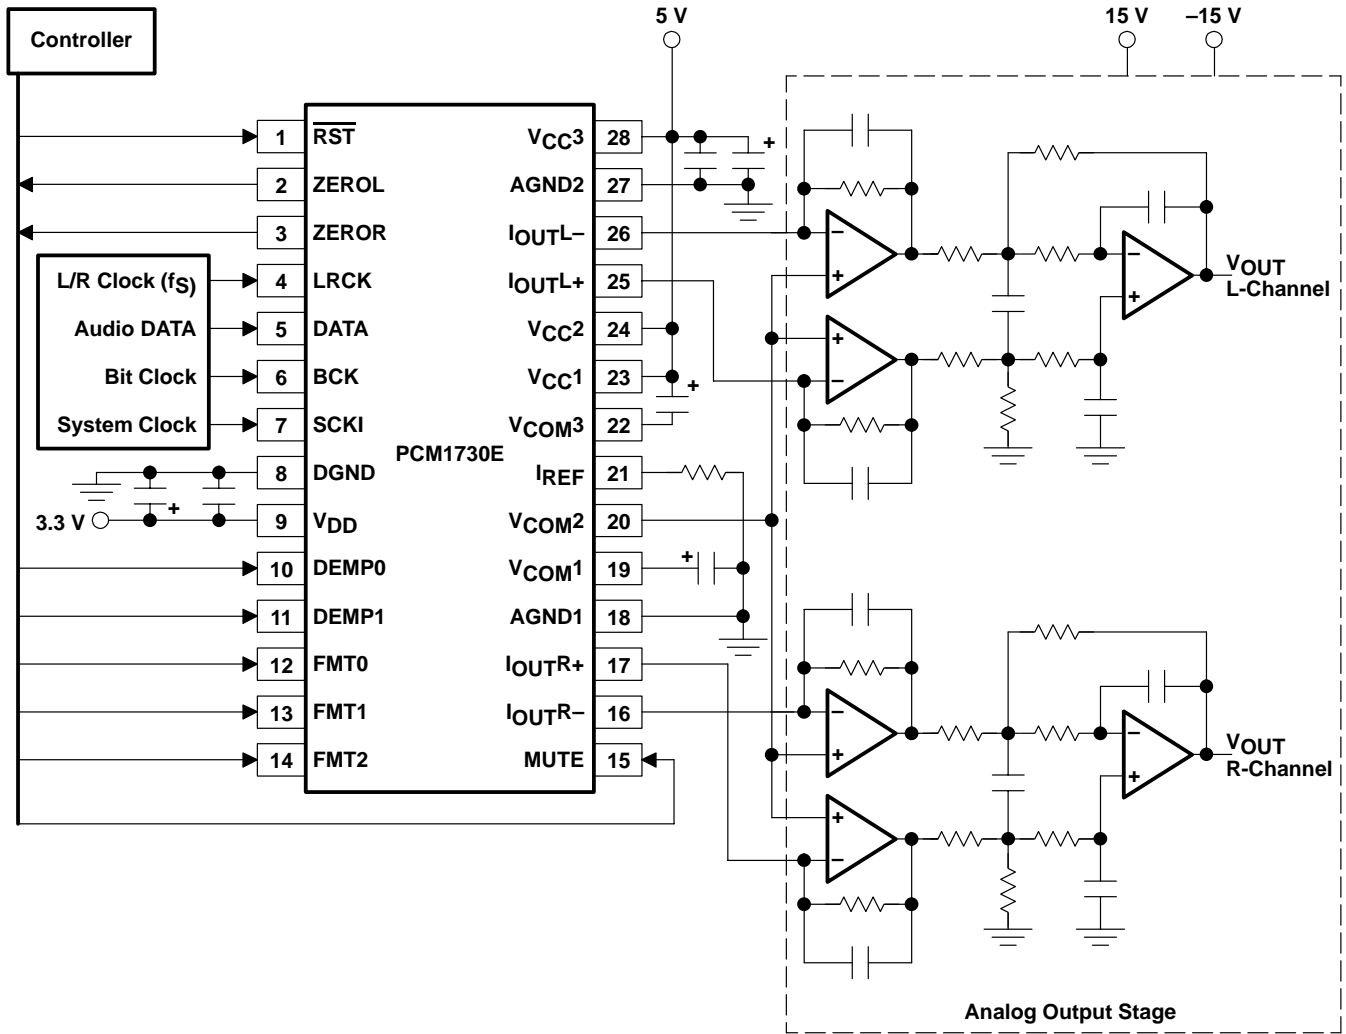 5 V
15 V
–15 V
Controller
1
RST
VCC3
28
+
2
ZEROL
AGND2
27
3
ZEROR
IOUTL–
26
–
+
–
+
VOUT
L-Channel
L/R Clock (fS)
4
LRCK
IOUTL+
25
Audio DATA
5
DATA
VCC2
24
+
–
Bit Clock
6
BCK
VCC1
23
+
System Clock
7
SCKI
VCOM3
22
PCM1730E
8
DGND
IREF
21
+
3.3 V
9
VDD
VCOM2
20
10
DEMP0
VCOM1
19
+
11
DEMP1
AGND1
18
12
FMT0
IOUTR+
17
13
FMT1
IOUTR–
16
–
+
–
+
VOUT
R-Channel
14
FMT2
MUTE
15
+
–
Analog Output Stage